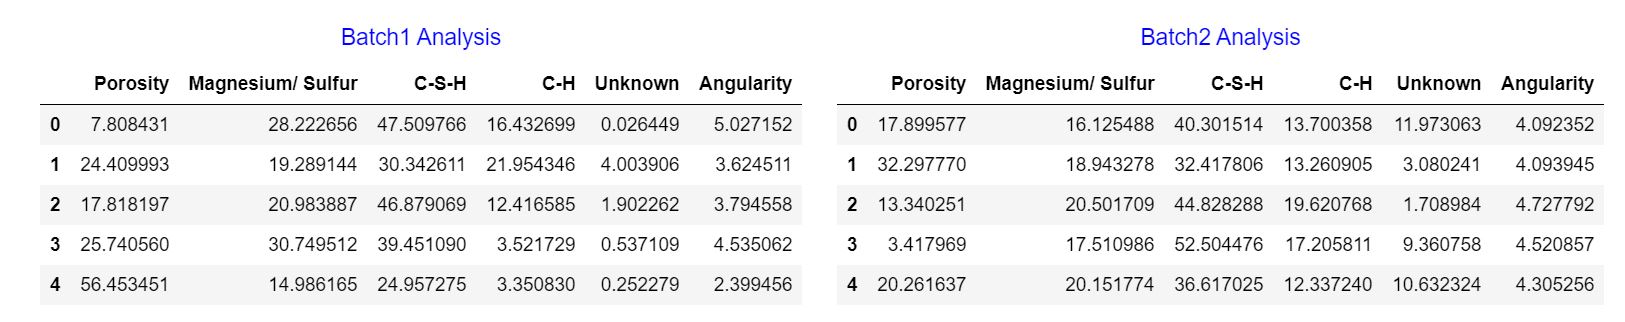 Batch1 Analysis
Porosity Magnesium/ Sulfur C-S-H C-H Unknown Angularity
0 7.808431 28.222656 47.509766 16.432699 0.026449 5.027152
1 24.409993 19.289144 30.342611 21.954346 4.003906 3.624511
2 17.818197 20.983887 46.879069 12.416585 1.902262 3.794558
3 25.740560 30.749512 39.451090 3.521729 0.537109 4.535062
4 56.453451 14.986165 24.957275 3.350830 0.252279 2.399456
Batch2 Analysis
Porosity Magnesium/ Sulfur C-S-H C-H Unknown Angularity
0 17.899577 16.125488 40.301514 13.700358 11.973063 4.092352
1 32.297770 18.943278 32.417806 13.260905 3.080241 4.093945
2 13.340251 20.501709 44.828288 19.620768 1.708984 4.727792
3 3.417969 17.510986 52.504476 17.205811 9.360758 4.520857
4 20.261637 20.151774 36.617025 12.337240 10.632324 4.305256